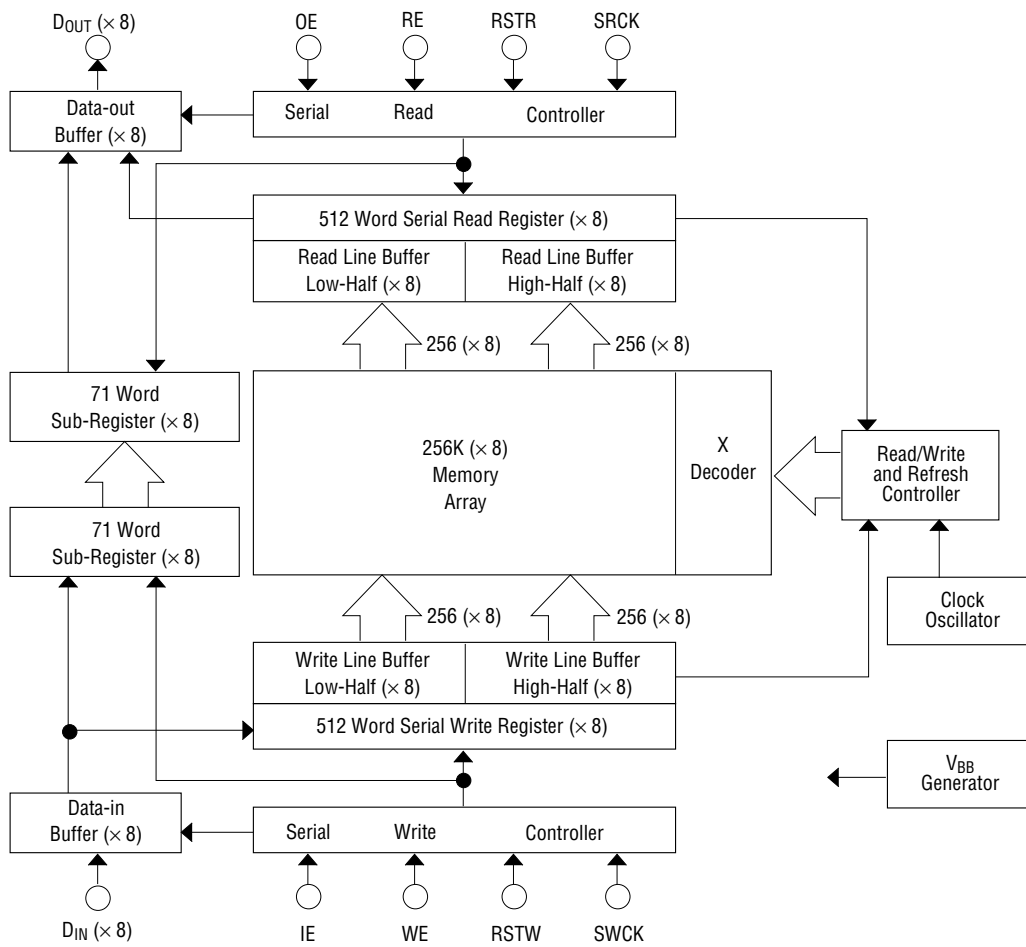 D_OUT (× 8)
OE
RE
RSTR
SRCK
Data-out
Buffer (× 8)
Serial
Read
Controller
512 Word Serial Read Register (× 8)
Read Line Buffer
Low-Half (× 8)
Read Line Buffer
High-Half (× 8)
256 (× 8)
256 (× 8)
71 Word
Sub-Register (× 8)
256K (× 8)
Memory
Array
X
Decoder
Read/Write
and Refresh
Controller
71 Word
Sub-Register (× 8)
Clock
Oscillator
256 (× 8)
256 (× 8)
Write Line Buffer
Low-Half (× 8)
Write Line Buffer
High-Half (× 8)
512 Word Serial Write Register (× 8)
V_BB
Generator
Data-in
Buffer (× 8)
Serial
Write
Controller
D_IN (× 8)
IE
WE
RSTW
SWCK